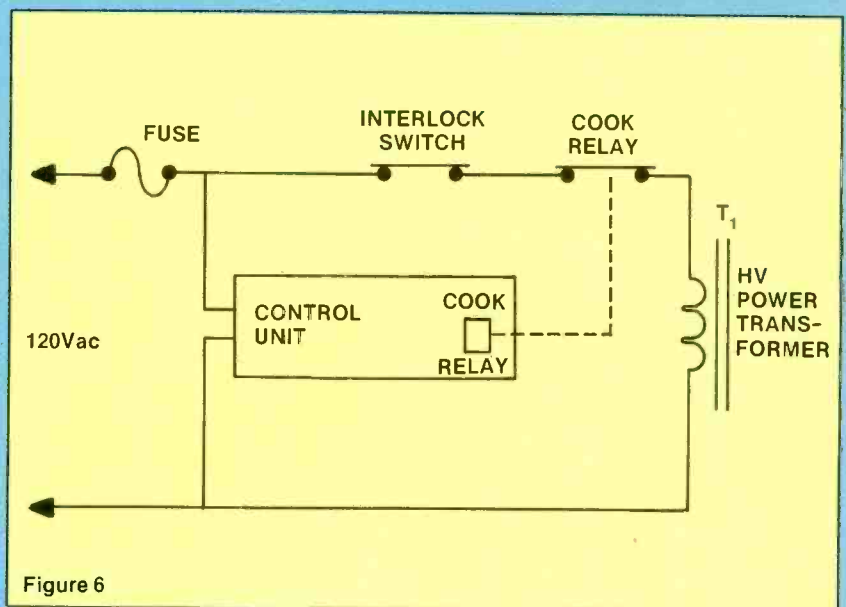 FUSE
INTERLOCK
SWITCH
COOK
RELAY
T1
HV
POWER
TRANS-
FORMER
120Vac
CONTROL
UNIT
COOK
RELAY
Figure 6